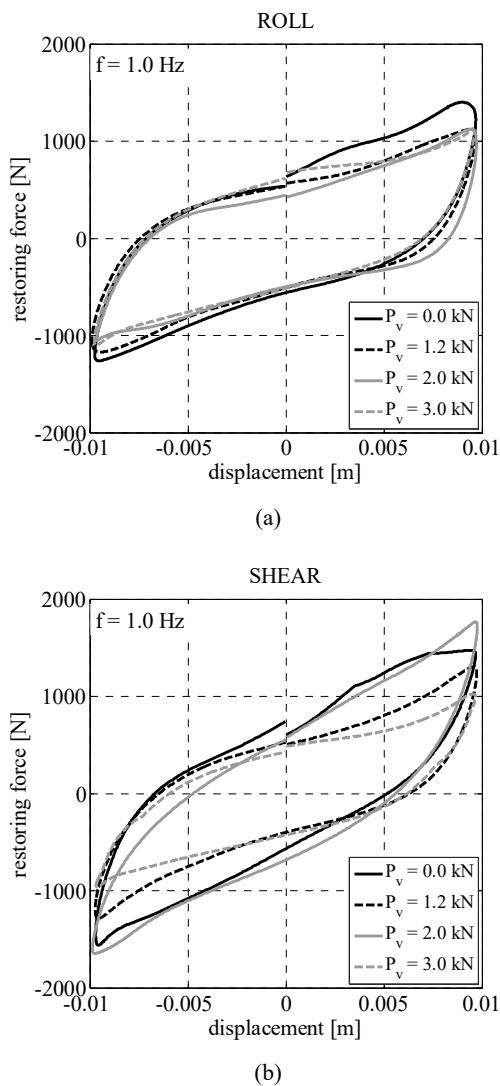 ROLL
2000
f = 1.0 Hz
1000
0
-1000
-2000
restoring force [N]
P_v = 0.0 kN
P_v = 1.2 kN
P_v = 2.0 kN
P_v = 3.0 kN
-0.01 -0.005 0 0.005 0.01
displacement [m]
(a)
SHEAR
2000
f = 1.0 Hz
1000
0
-1000
-2000
restoring force [N]
P_v = 0.0 kN
P_v = 1.2 kN
P_v = 2.0 kN
P_v = 3.0 kN
-0.01 -0.005 0 0.005 0.01
displacement [m]
(b)